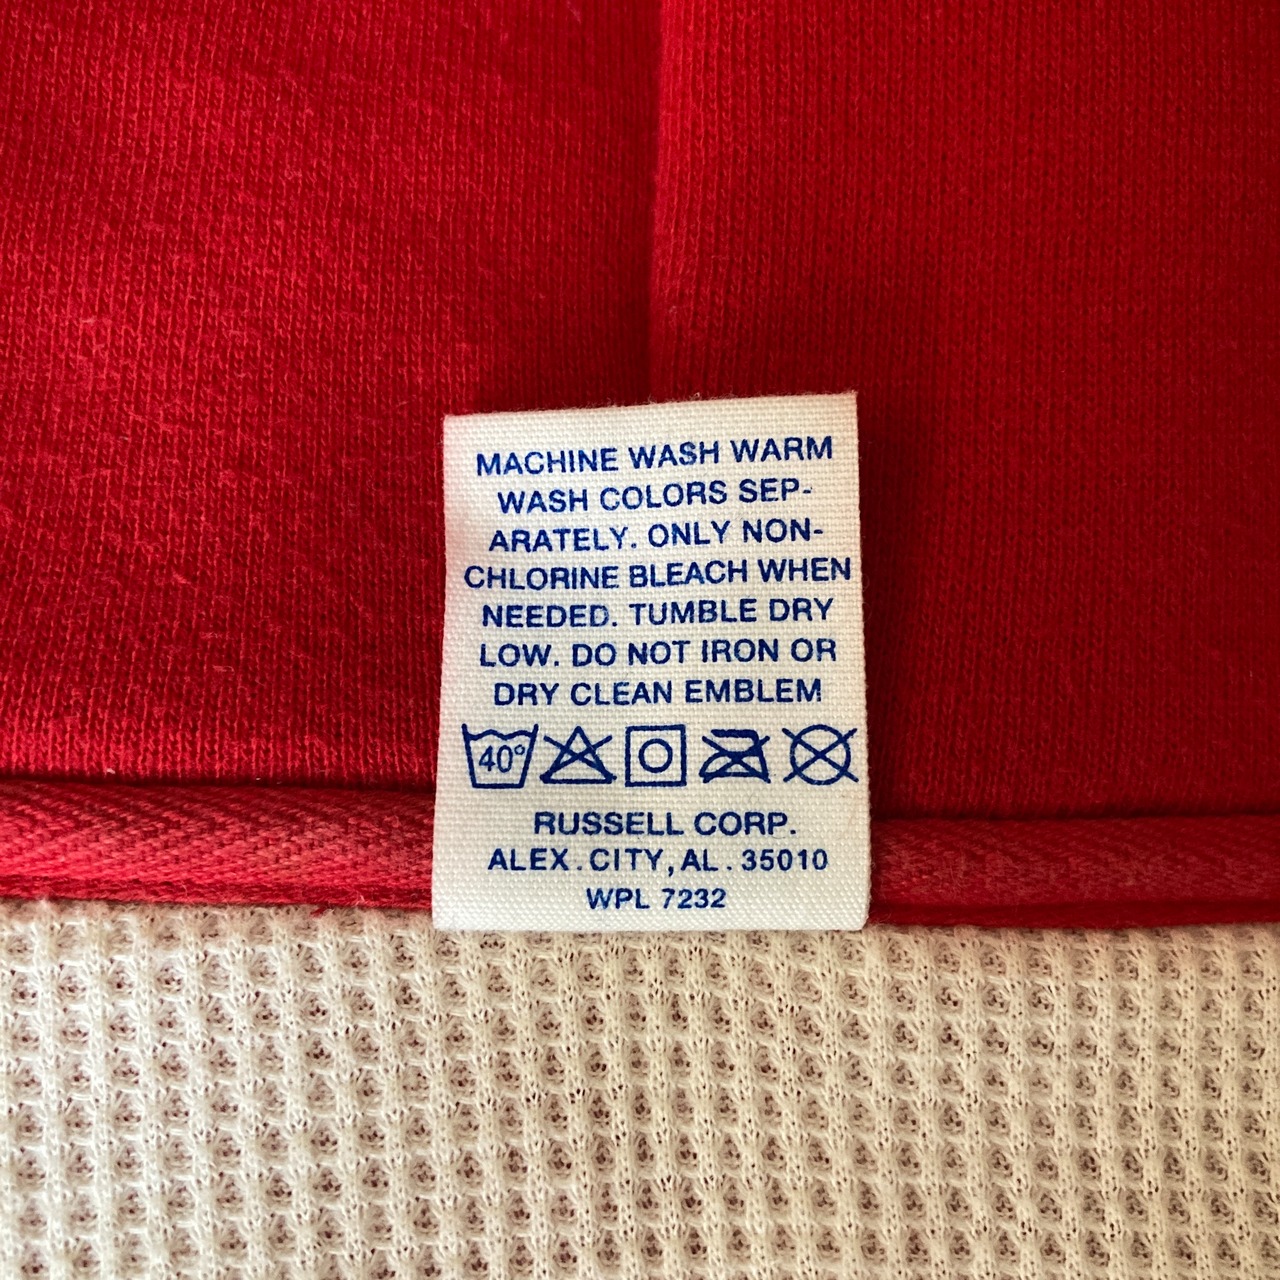 MACHINE WASH WARM
WASH COLORS SEP-
ARATELY. ONLY NON-
CHLORINE BLEACH WHEN
NEEDED. TUMBLE DRY
LOW. DO NOT IRON OR
DRY CLEAN EMBLEM
40°
RUSSELL CORP.
ALEX. CITY, AL. 35010
WPL 7232